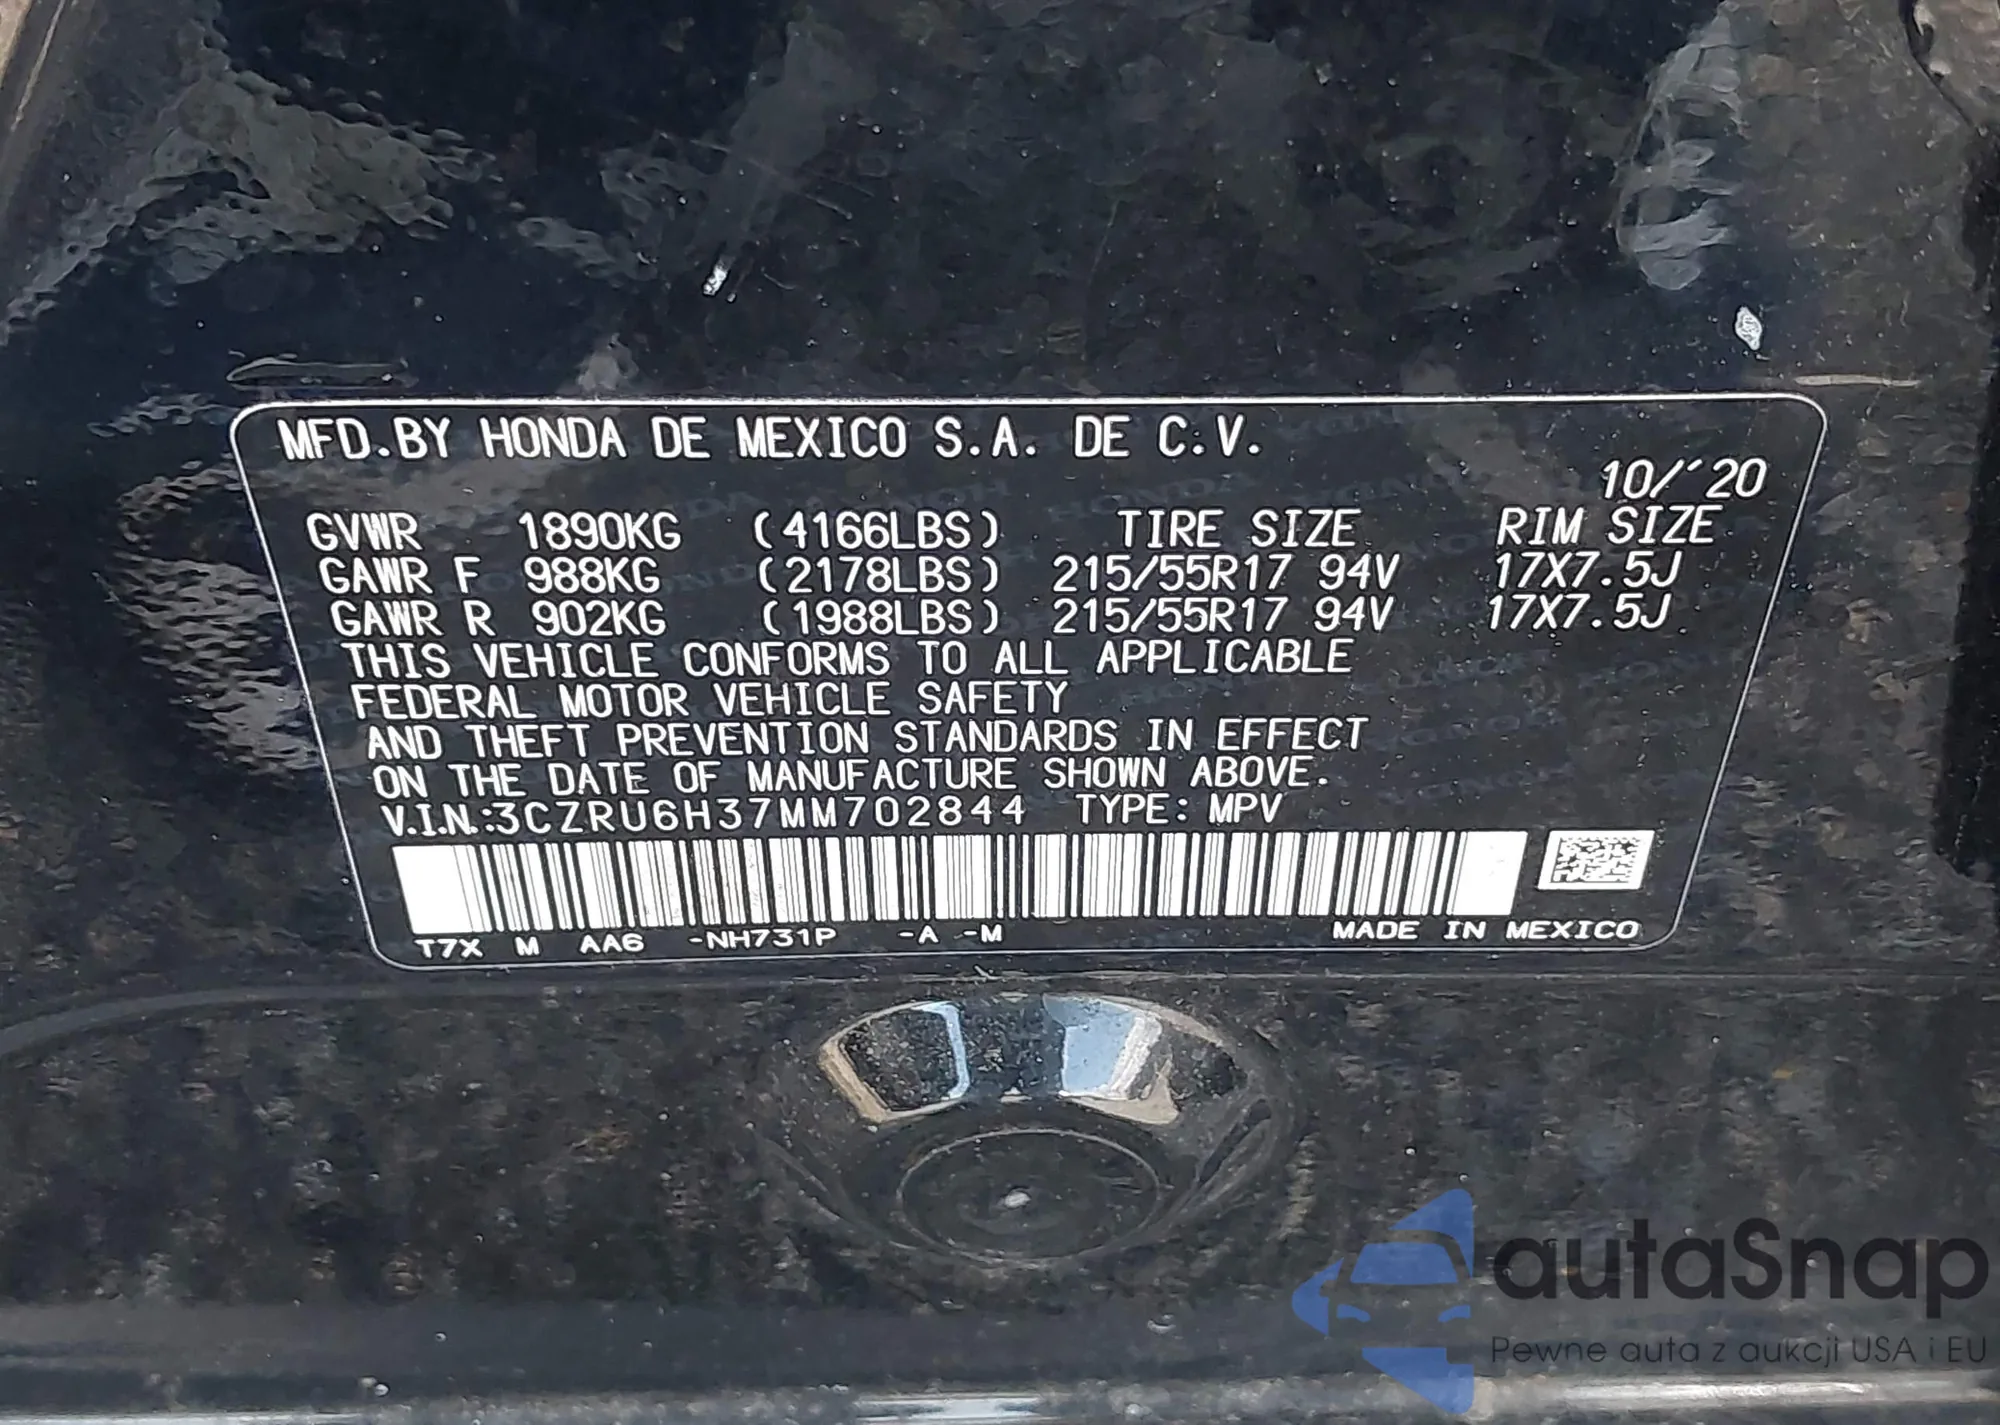 MFD.BY HONDA DE MEXICO S.A. DE C.V.
10/'20
GVWR 1890KG (4166LBS) TIRE SIZE RIM SIZE
GAWR F 988KG (2178LBS) 215/55R17 94V 17X7.5J
GAWR R 902KG (1988LBS) 215/55R17 94V 17X7.5J
THIS VEHICLE CONFORMS TO ALL APPLICABLE
FEDERAL MOTOR VEHICLE SAFETY
AND THEFT PREVENTION STANDARDS IN EFFECT
ON THE DATE OF MANUFACTURE SHOWN ABOVE.
V.I.N.:3CZRU6H37MM702844 TYPE: MPV
T7X M AA6 -NH731P -A -M MADE IN MEXICO
autaSnap
Pewne auta z aukcji USA i EU